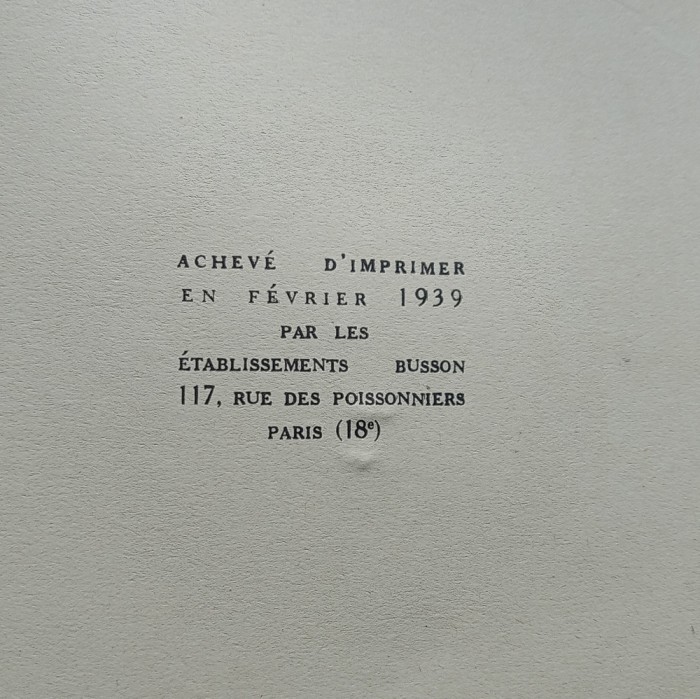 ACHEVÉ D'IMPRIMER
EN FÉVRIER 1939
PAR LES
ÉTABLISSEMENTS BUSSON
117, RUE DES POISSONNIERS
PARIS (18e)